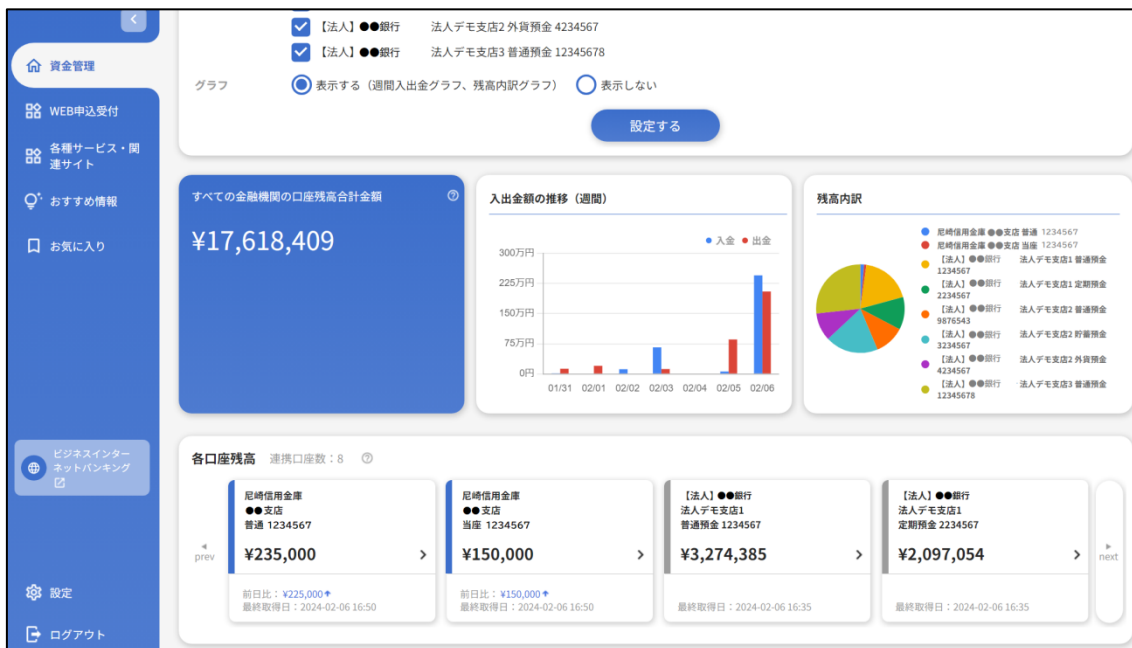 【法人】●●銀行 法人デモ支店2 外貨預金 4234567
【法人】●●銀行 法人デモ支店3 普通預金 12345678
グラフ 表示する（週間入出金グラフ、残高内訳グラフ） 表示しない
設定する
資金管理
WEB申込受付
各種サービス・関
連サイト
おすすめ情報
お気に入り
ビジネスインター
ネットバンキング
設定
ログアウト
すべての金融機関の口座残高合計金額
¥17,618,409
入出金額の推移（週間）
入金 出金
300万円
225万円
150万円
75万円
0円
01/31 02/01 02/02 02/03 02/04 02/05 02/06
残高内訳
尼崎信用金庫 ●●支店 普通 1234567
尼崎信用金庫 ●●支店 当座 1234567
【法人】●●銀行 法人デモ支店1 普通預金
1234567
【法人】●●銀行 法人デモ支店1 定期預金
2234567
【法人】●●銀行 法人デモ支店2 普通預金
9876543
【法人】●●銀行 法人デモ支店2 貯蓄預金
3234567
【法人】●●銀行 法人デモ支店2 外貨預金
4234567
【法人】●●銀行 法人デモ支店3 普通預金
12345678
各口座残高 連携口座数：8
prev
尼崎信用金庫
●●支店
普通 1234567
¥235,000
前日比：¥225,000↑
最終取得日：2024-02-06 16:50
尼崎信用金庫
●●支店
当座 1234567
¥150,000
前日比：¥150,000↑
最終取得日：2024-02-06 16:50
【法人】●●銀行
法人デモ支店1
普通預金 1234567
¥3,274,385
最終取得日：2024-02-06 16:35
【法人】●●銀行
法人デモ支店1
定期預金 2234567
¥2,097,054
最終取得日：2024-02-06 16:35
next